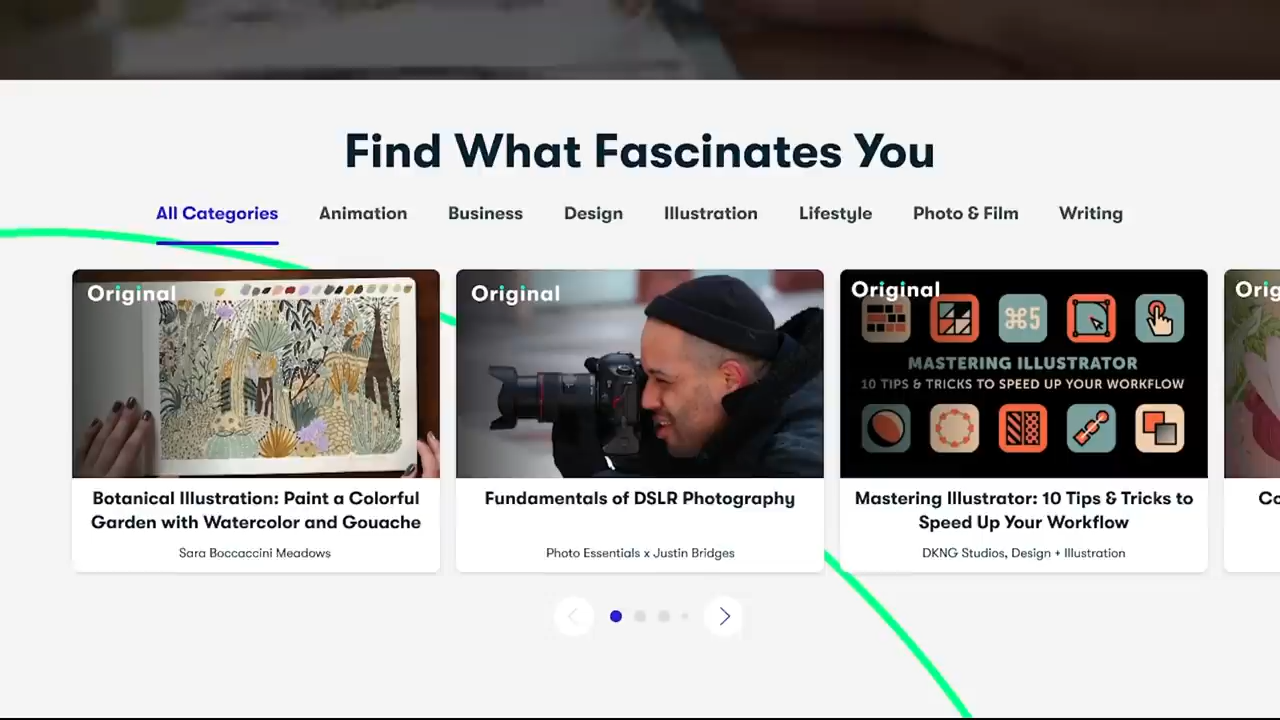 Find What Fascinates You
All Categories Animation Business Design Illustration Lifestyle Photo & Film Writing
Original
Botanical Illustration: Paint a Colorful
Garden with Watercolor and Gouache
Sara Boccaccini Meadows
Original
Fundamentals of DSLR Photography
Photo Essentials x Justin Bridges
Original
⌘5
MASTERING ILLUSTRATOR
10 TIPS & TRICKS TO SPEED UP YOUR WORKFLOW
Mastering Illustrator: 10 Tips & Tricks to
Speed Up Your Workflow
DKNG Studios, Design + Illustration
Orig
Co